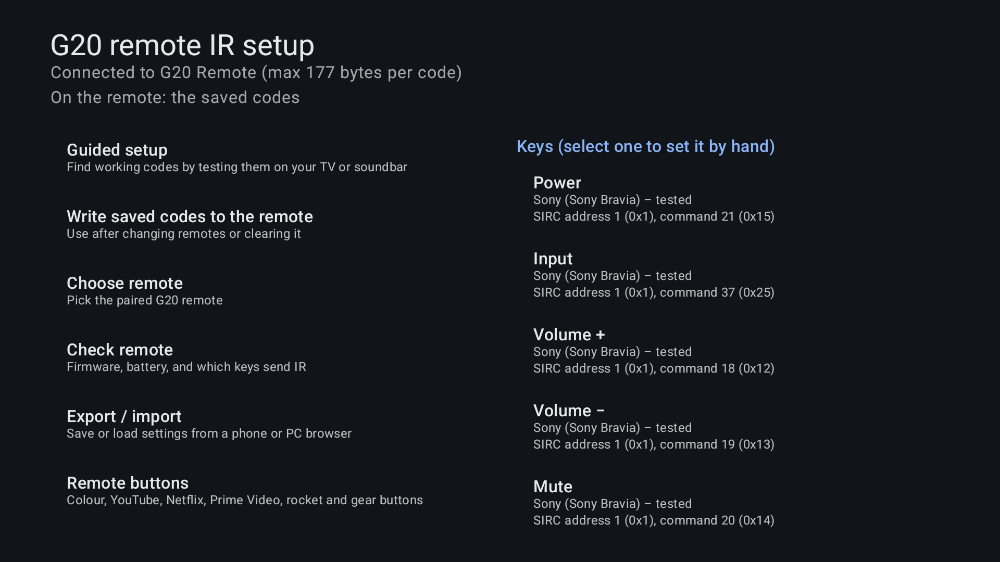 G20 remote IR setup
Connected to G20 Remote (max 177 bytes per code)
On the remote: the saved codes
Guided setup
Find working codes by testing them on your TV or soundbar
Write saved codes to the remote
Use after changing remotes or clearing it
Choose remote
Pick the paired G20 remote
Check remote
Firmware, battery, and which keys send IR
Export / import
Save or load settings from a phone or PC browser
Remote buttons
Colour, YouTube, Netflix, Prime Video, rocket and gear buttons
Keys (select one to set it by hand)
Power
Sony (Sony Bravia) – tested
SIRC address 1 (0x1), command 21 (0x15)
Input
Sony (Sony Bravia) – tested
SIRC address 1 (0x1), command 37 (0x25)
Volume +
Sony (Sony Bravia) – tested
SIRC address 1 (0x1), command 18 (0x12)
Volume −
Sony (Sony Bravia) – tested
SIRC address 1 (0x1), command 19 (0x13)
Mute
Sony (Sony Bravia) – tested
SIRC address 1 (0x1), command 20 (0x14)